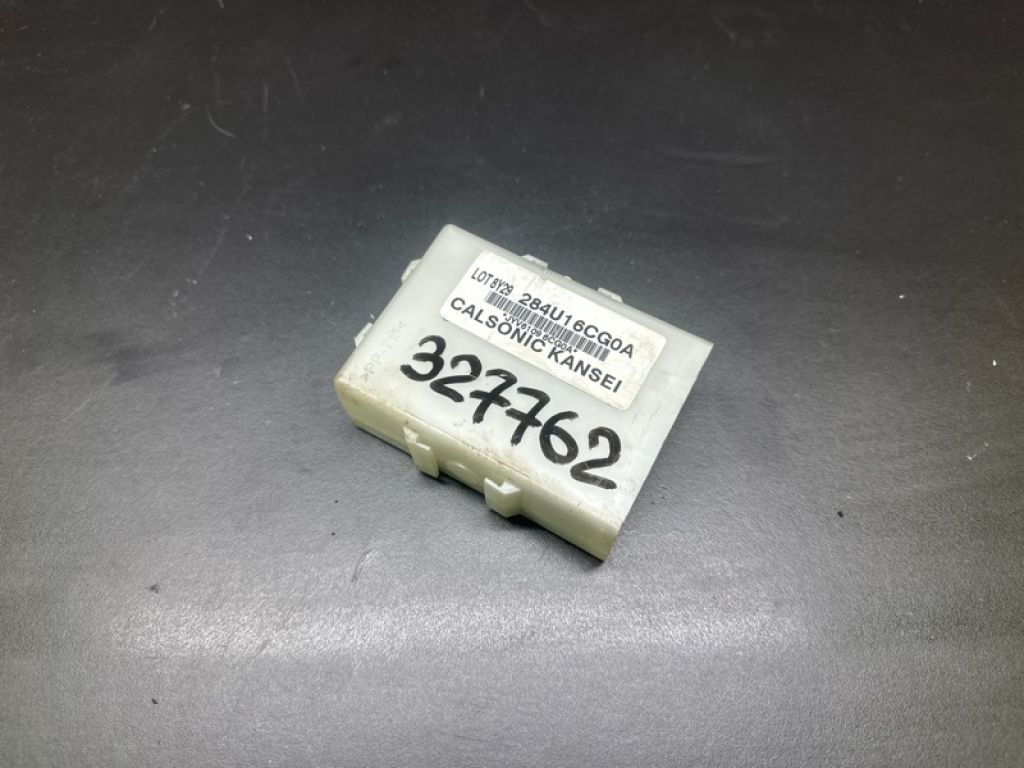 LOT 8Y29 284U16CG0A
CALSONIC KANSEI
327762